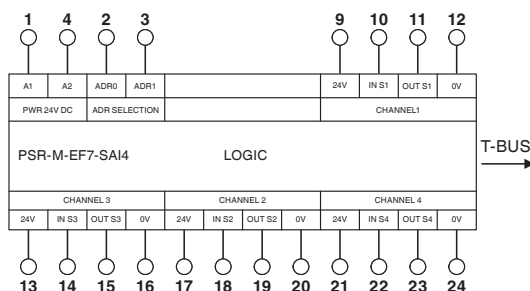 1 4 2 3 9 10 11 12
A1 A2 ADR0 ADR1 24V IN S1 OUT S1 0V
PWR 24V DC ADR SELECTION CHANNEL1
PSR-M-EF7-SAI4 LOGIC T-BUS
CHANNEL 3 CHANNEL 2 CHANNEL 4
24V IN S3 OUT S3 0V 24V IN S2 OUT S2 0V 24V IN S4 OUT S4 0V
13 14 15 16 17 18 19 20 21 22 23 24